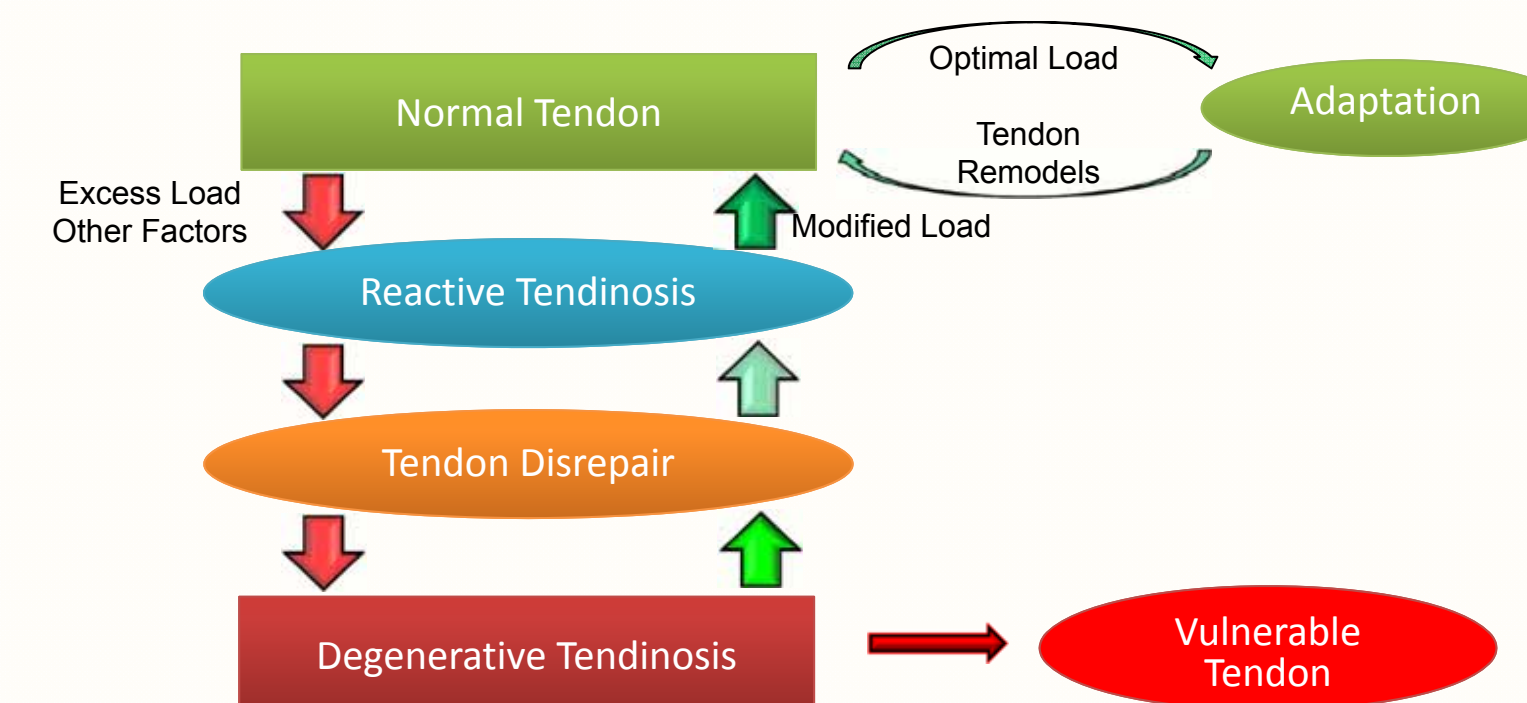 Optimal Load
Normal Tendon
Adaptation
Tendon
Remodels
Excess Load
Other Factors
Modified Load
Reactive Tendinosis
Tendon Disrepair
Degenerative Tendinosis
Vulnerable
Tendon